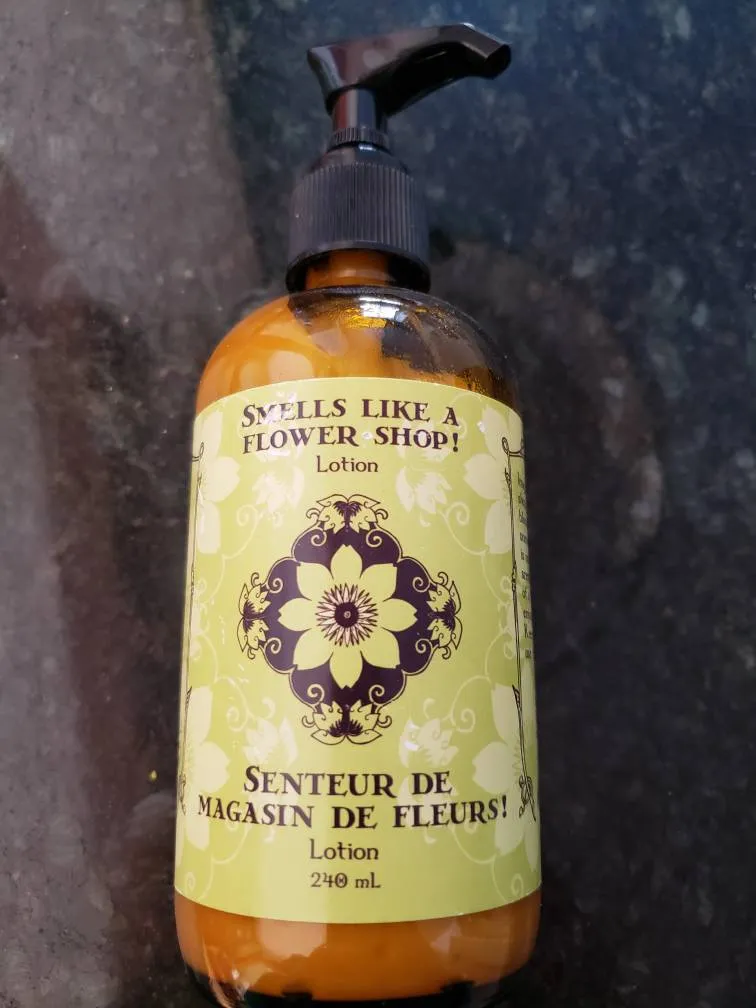 SMELLS LIKE A
FLOWER SHOP!
Lotion
SENTEUR DE
MAGASIN DE FLEURS!
Lotion
240 mL